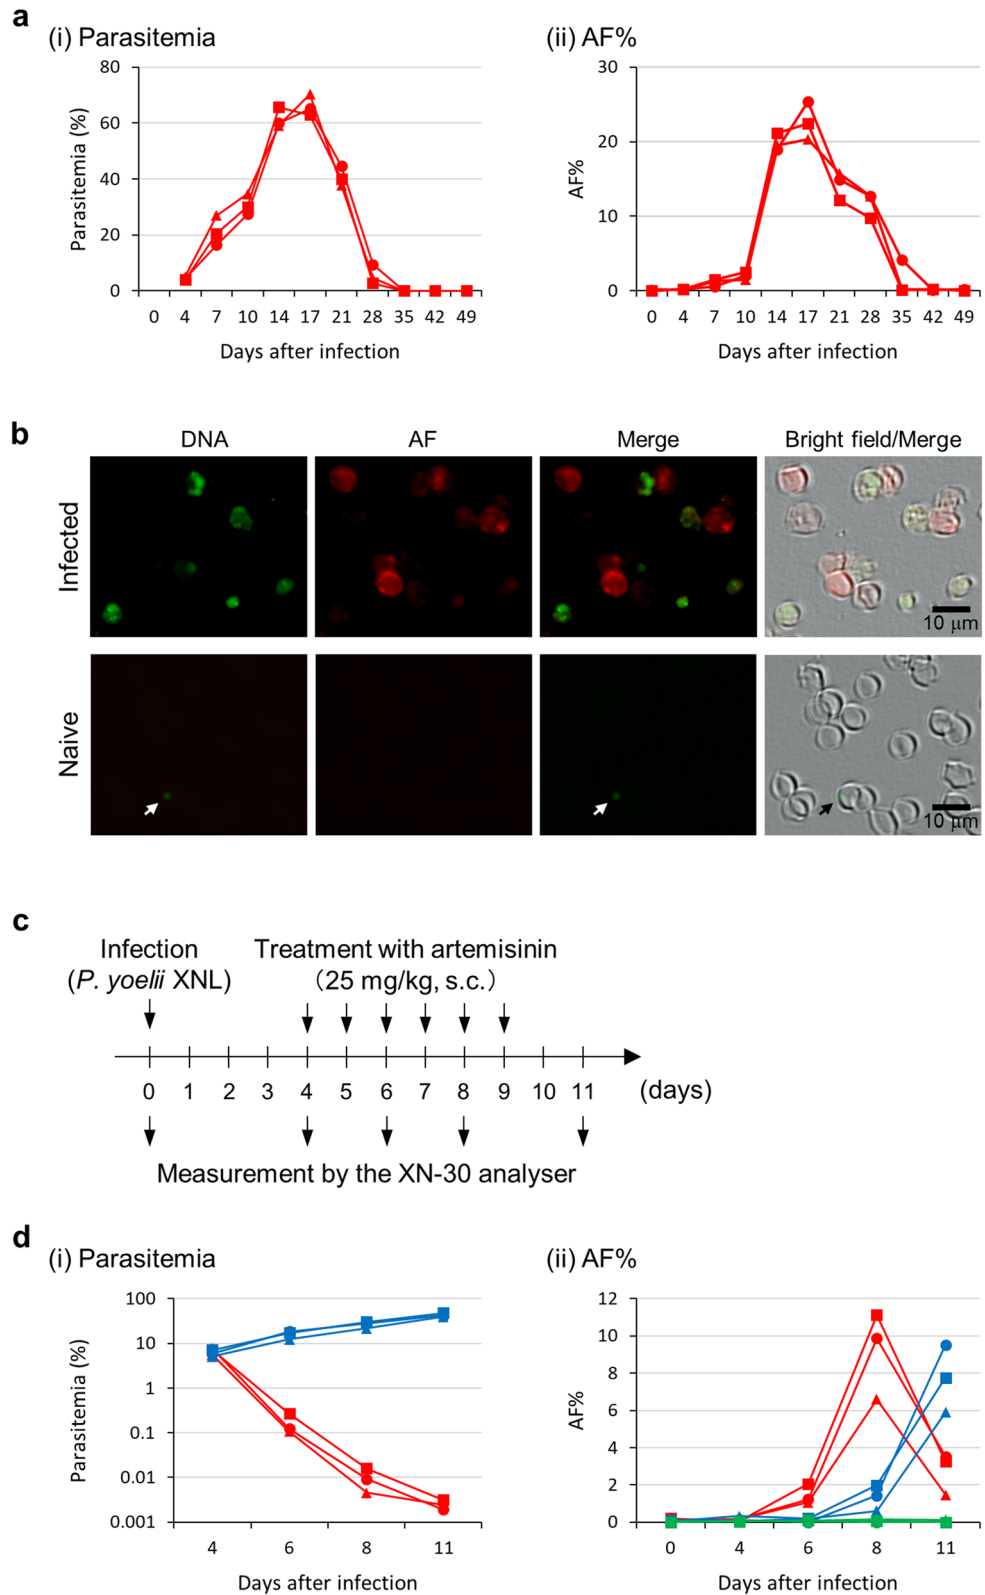 a
(i) Parasitemia
(ii) AF%
80
60
40
20
0
Parasitemia (%)
0 4 7 10 14 17 21 28 35 42 49
Days after infection
30
20
10
0
AF%
0 4 7 10 14 17 21 28 35 42 49
Days after infection
b
DNA AF Merge Bright field/Merge
Infected
10 µm
Naive
10 µm
c
Infection
(P. yoelii XNL)
Treatment with artemisinin
(25 mg/kg, s.c.)
0 1 2 3 4 5 6 7 8 9 10 11 (days)
Measurement by the XN-30 analyser
d
(i) Parasitemia
(ii) AF%
100
10
1
0.1
0.01
0.001
Parasitemia (%)
4 6 8 11
Days after infection
12
10
8
6
4
2
0
AF%
0 4 6 8 11
Days after infection